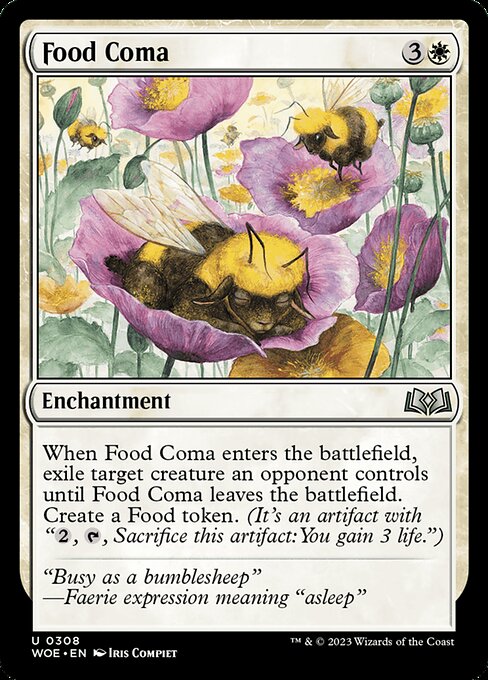 Food Coma 3
Enchantment
When Food Coma enters the battlefield,
exile target creature an opponent controls
until Food Coma leaves the battlefield.
Create a Food token. (It's an artifact with
“2, , Sacrifice this artifact: You gain 3 life.”)
“Busy as a bumblesheep”
—Faerie expression meaning “asleep”
U 0308
WOE • EN Iris Compiet
™ & © 2023 Wizards of the Coast